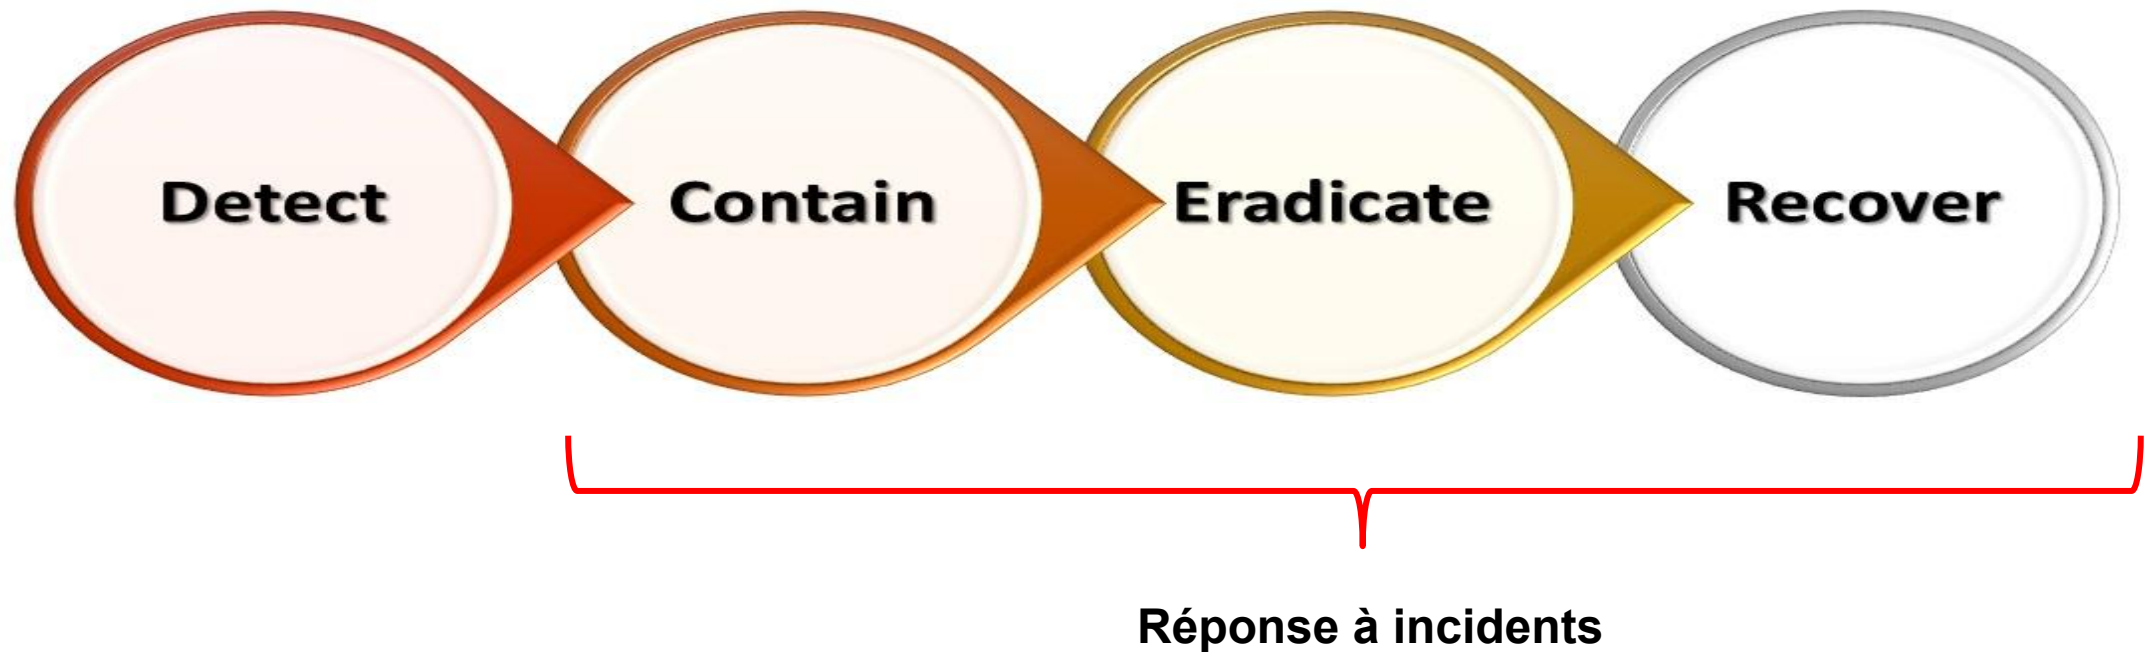 Detect
Contain
Eradicate
Recover
Réponse à incidents